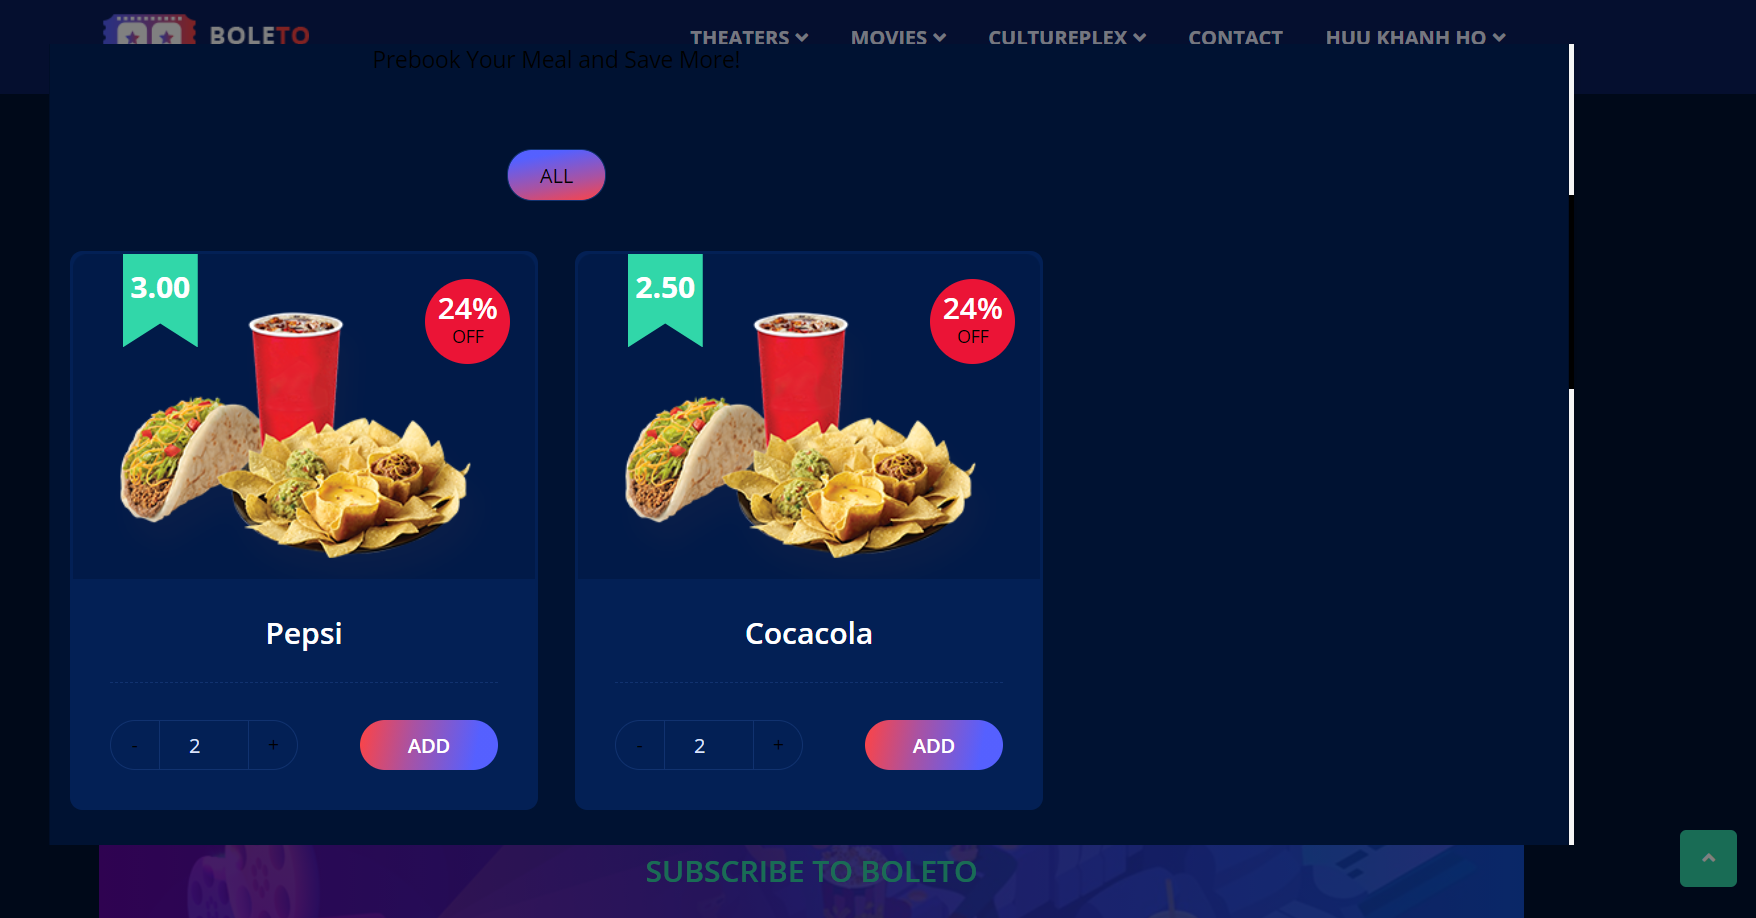 BOLETO
THEATERS MOVIES CULTUREPLEX CONTACT HUU KHANH HO
Prebook Your Meal and Save More!
ALL
3.00
24%
OFF
2.50
24%
OFF
Pepsi
Cocacola
- 2 + ADD
- 2 + ADD
SUBSCRIBE TO BOLETO